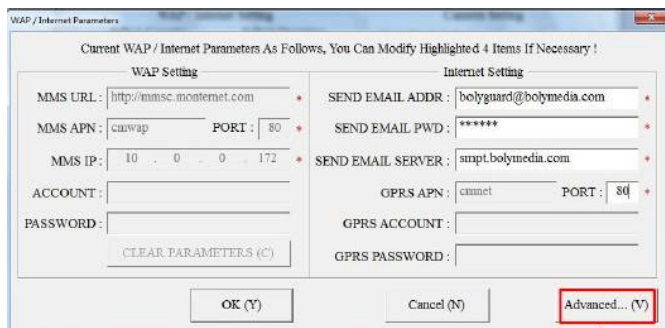 WAP / Internet Parameters
Current WAP / Internet Parameters As Follows, You Can Modify Highlighted 4 Items If Necessary !
WAP Setting
MMS URL : http://mmsc.monternet.com *
MMS APN : cmwap PORT : 80 *
MMS IP : 10 . 0 . 0 . 172 *
ACCOUNT :
PASSWORD :
CLEAR PARAMETERS (C)
Internet Setting
SEND EMAIL ADDR : bolyguard@bolymedia.com *
SEND EMAIL PWD : ****** *
SEND EMAIL SERVER : smpt.bolymedia.com *
GPRS APN : cmnet PORT : 80 *
GPRS ACCOUNT :
GPRS PASSWORD :
OK (Y) Cancel (N) Advanced... (V)